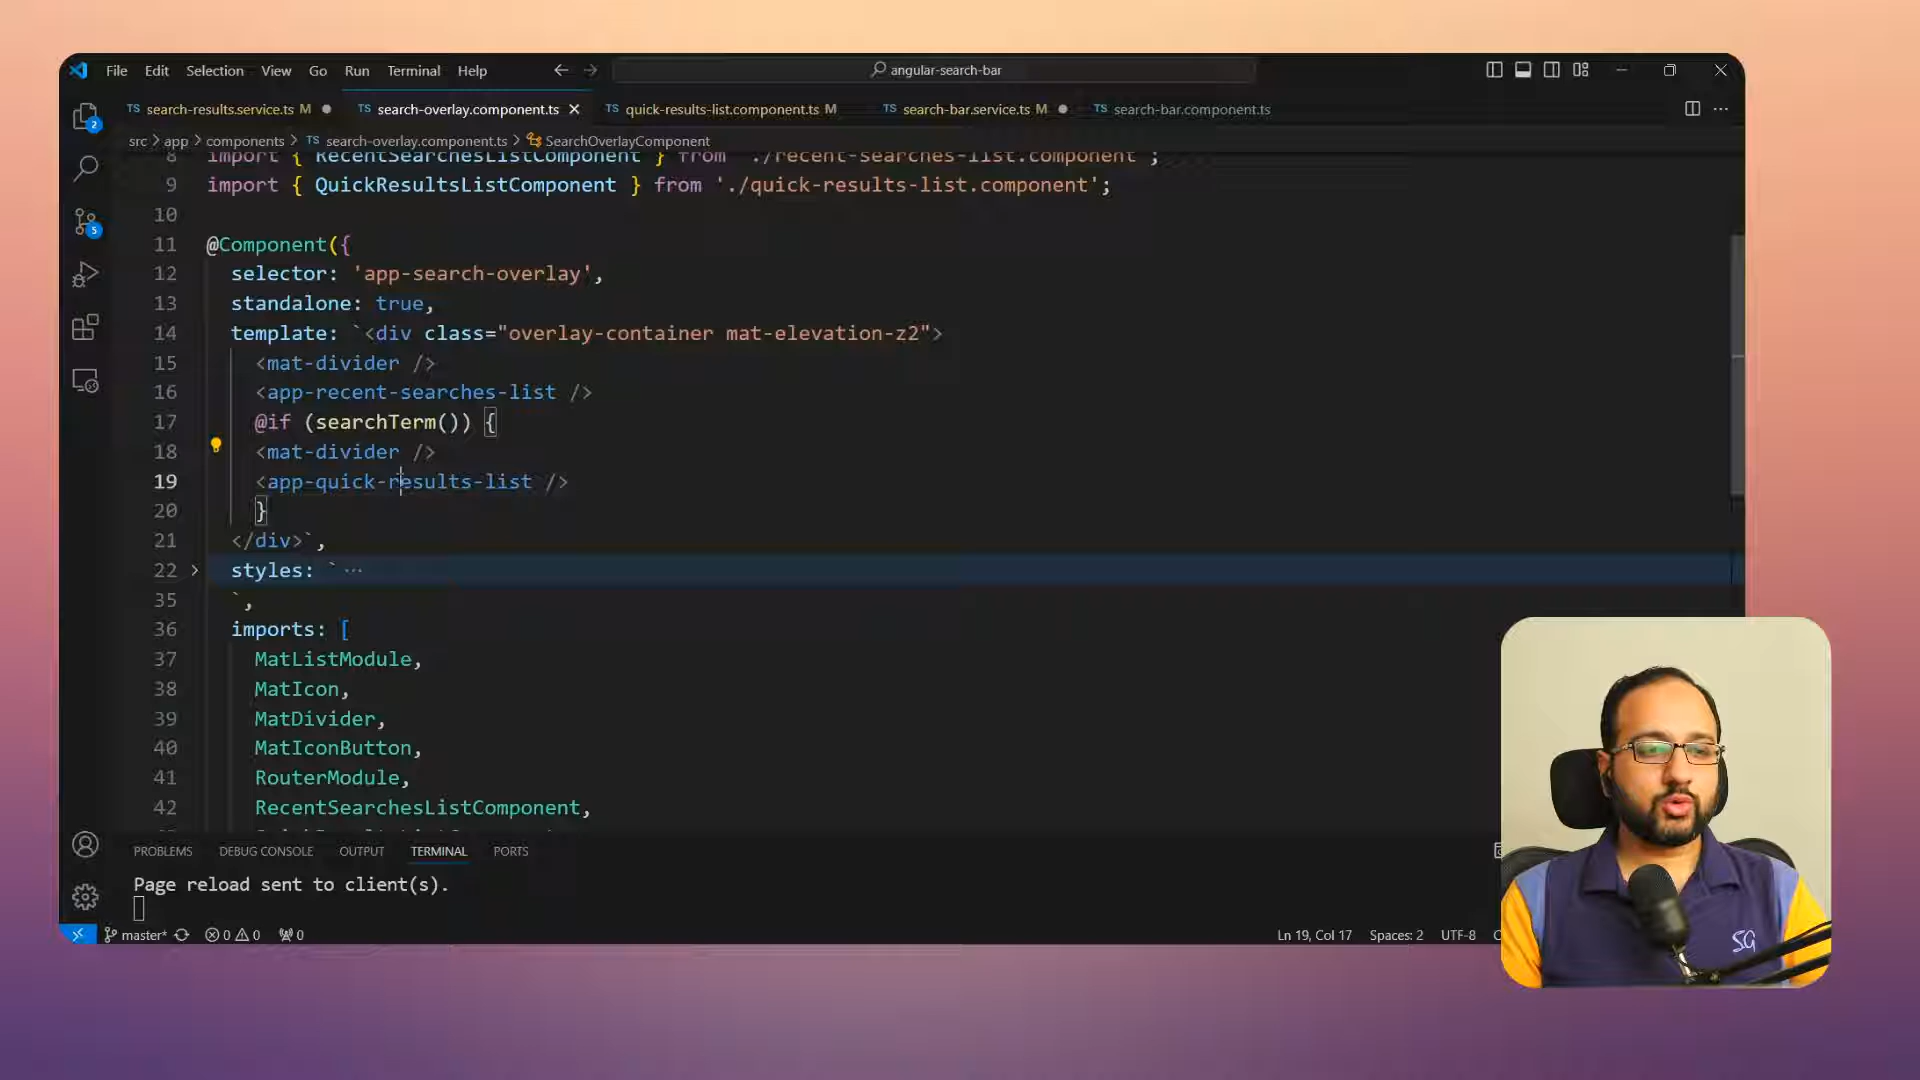 File Edit Selection View Go Run Terminal Help
angular-search-bar
TS search-results.service.ts M
TS search-overlay.component.ts
TS quick-results-list.component.ts M
TS search-bar.service.ts M
TS search-bar.component.ts
src > app > components > TS search-overlay.component.ts > SearchOverlayComponent
8 import { RecentSearchesListComponent } from './recent-searches-list.component';
9 import { QuickResultsListComponent } from './quick-results-list.component';
10
11 @Component({
12 selector: 'app-search-overlay',
13 standalone: true,
14 template: `<div class="overlay-container mat-elevation-z2">
15 <mat-divider />
16 <app-recent-searches-list />
17 @if (searchTerm()) {
18 <mat-divider />
19 <app-quick-results-list />
20 }
21 </div>`,
22 styles: ` ...
35 `,
36 imports: [
37 MatListModule,
38 MatIcon,
39 MatDivider,
40 MatIconButton,
41 RouterModule,
42 RecentSearchesListComponent,
2
5
PROBLEMS DEBUG CONSOLE OUTPUT TERMINAL PORTS
Page reload sent to client(s).
master* 0 0 0
Ln 19, Col 17 Spaces: 2 UTF-8
SG